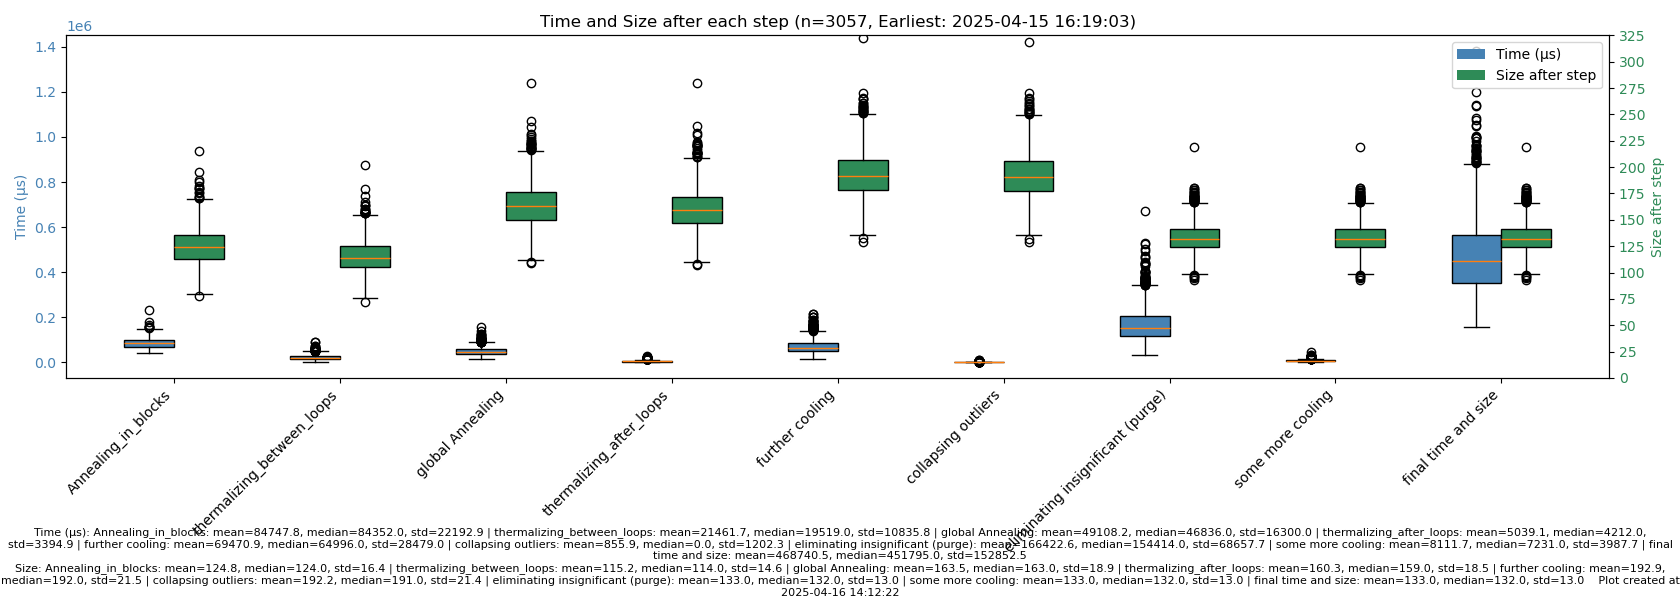 Time and Size after each step (n=3057, Earliest: 2025-04-15 16:19:03)
1e6
1.4
1.2
1.0
0.8
0.6
0.4
0.2
0.0
Time (µs)
325
300
275
250
225
200
175
150
125
100
75
50
25
0
Size after step
Time (µs)
Size after step
Annealing_in_blocks
thermalizing_between_loops
global Annealing
thermalizing_after_loops
further cooling
collapsing outliers
eliminating insignificant (purge)
some more cooling
final time and size
Time (µs): Annealing_in_blocks: mean=84747.8, median=84352.0, std=22192.9 | thermalizing_between_loops: mean=21461.7, median=19519.0, std=10835.8 | global Annealing: mean=49108.2, median=46836.0, std=16300.0 | thermalizing_after_loops: mean=5039.1, median=4212.0,
std=3394.9 | further cooling: mean=69470.9, median=64996.0, std=28479.0 | collapsing outliers: mean=855.9, median=0.0, std=1202.3 | eliminating insignificant (purge): mean=166422.6, median=154414.0, std=68657.7 | some more cooling: mean=8111.7, median=7231.0, std=3987.7 | final
time and size: mean=468740.5, median=451795.0, std=152852.5
Size: Annealing_in_blocks: mean=124.8, median=124.0, std=16.4 | thermalizing_between_loops: mean=115.2, median=114.0, std=14.6 | global Annealing: mean=163.5, median=163.0, std=18.9 | thermalizing_after_loops: mean=160.3, median=159.0, std=18.5 | further cooling: mean=192.9,
median=192.0, std=21.5 | collapsing outliers: mean=192.2, median=191.0, std=21.4 | eliminating insignificant (purge): mean=133.0, median=132.0, std=13.0 | some more cooling: mean=133.0, median=132.0, std=13.0 | final time and size: mean=133.0, median=132.0, std=13.0 Plot created at
2025-04-16 14:12:22